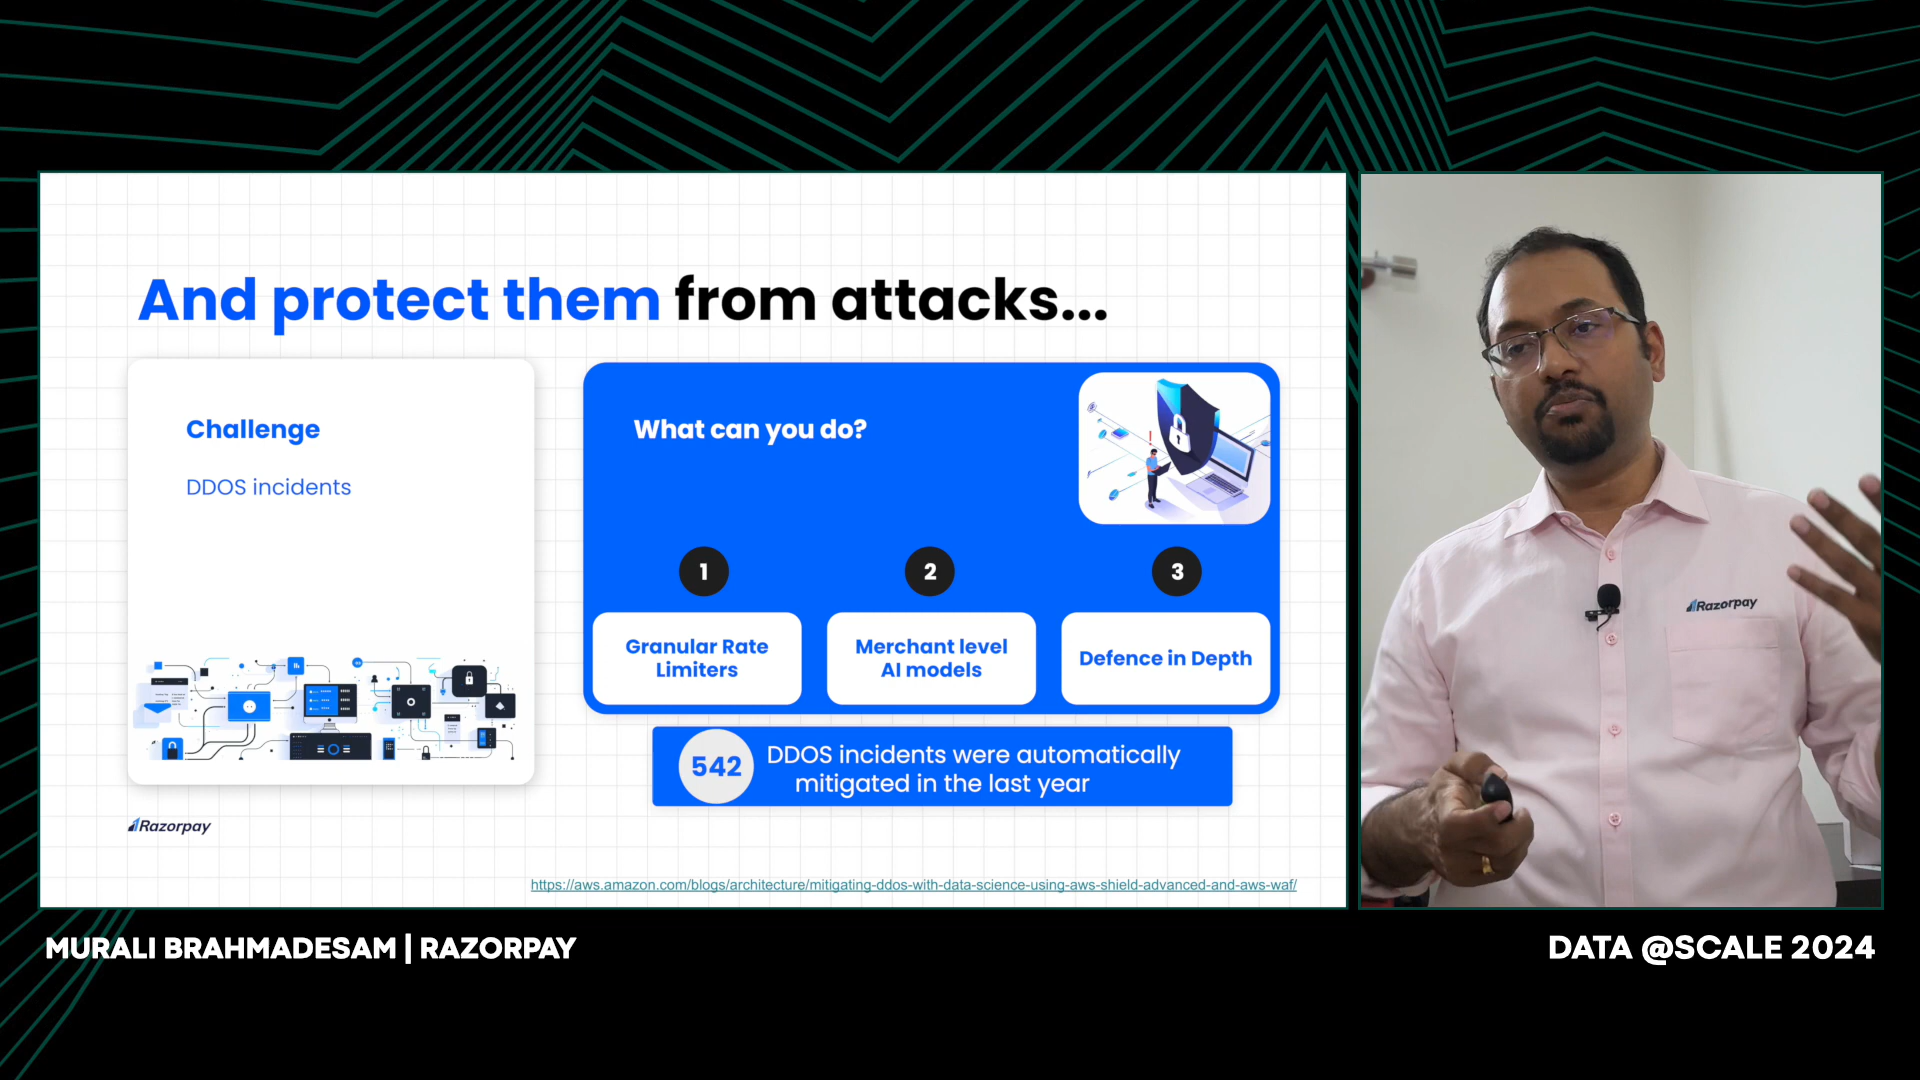 And protect them from attacks...
Challenge
DDOS incidents
What can you do?
1
2
3
Granular Rate
Limiters
Merchant level
AI models
Defence in Depth
542
DDOS incidents were automatically
mitigated in the last year
Razorpay
https://aws.amazon.com/blogs/architecture/mitigating-ddos-with-data-science-using-aws-shield-advanced-and-aws-waf/
Razorpay
MURALI BRAHMADESAM | RAZORPAY
DATA @SCALE 2024